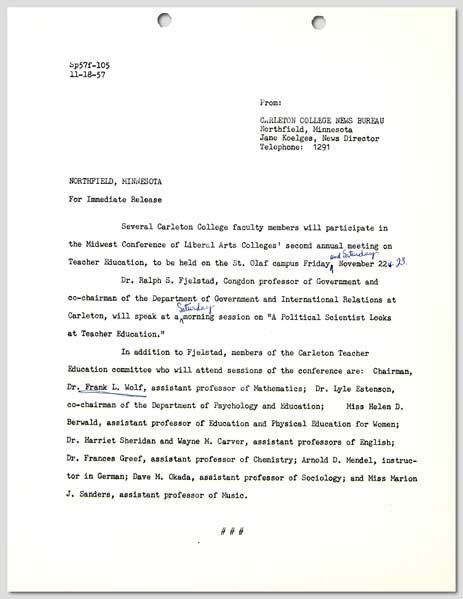 Sp57f-105
11-18-57
From:
CARLETON COLLEGE NEWS BUREAU
Northfield, Minnesota
Jane Koelges, News Director
Telephone: 1291
NORTHFIELD, MINNESOTA
For Immediate Release
Several Carleton College faculty members will participate in
the Midwest Conference of Liberal Arts Colleges' second annual meeting on
and Saturday
Teacher Education, to be held on the St. Olaf campus Friday, November 22 & 23.
Dr. Ralph S. Fjelstad, Congdon professor of Government and
co-chairman of the Department of Government and International Relations at
Saturday
Carleton, will speak at a morning session on "A Political Scientist Looks
at Teacher Education."
In addition to Fjelstad, members of the Carleton Teacher
Education committee who will attend sessions of the conference are: Chairman,
Dr. Frank L. Wolf, assistant professor of Mathematics; Dr. Lyle Estenson,
co-chairman of the Department of Psychology and Education; Miss Helen D.
Berwald, assistant professor of Education and Physical Education for Women;
Dr. Harriet Sheridan and Wayne M. Carver, assistant professors of English;
Dr. Frances Greef, assistant professor of Chemistry; Arnold D. Mendel, instruc-
tor in German; Dave M. Okada, assistant professor of Sociology; and Miss Marion
J. Sanders, assistant professor of Music.
# # #